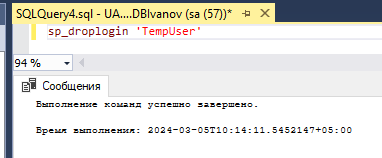 SQLQuery4.sql - UA....DBIvanov (sa (57))*
sp_droplogin 'TempUser'
94 %
Сообщения
Выполнение команд успешно завершено.
Время выполнения: 2024-03-05T10:14:11.5452147+05:00